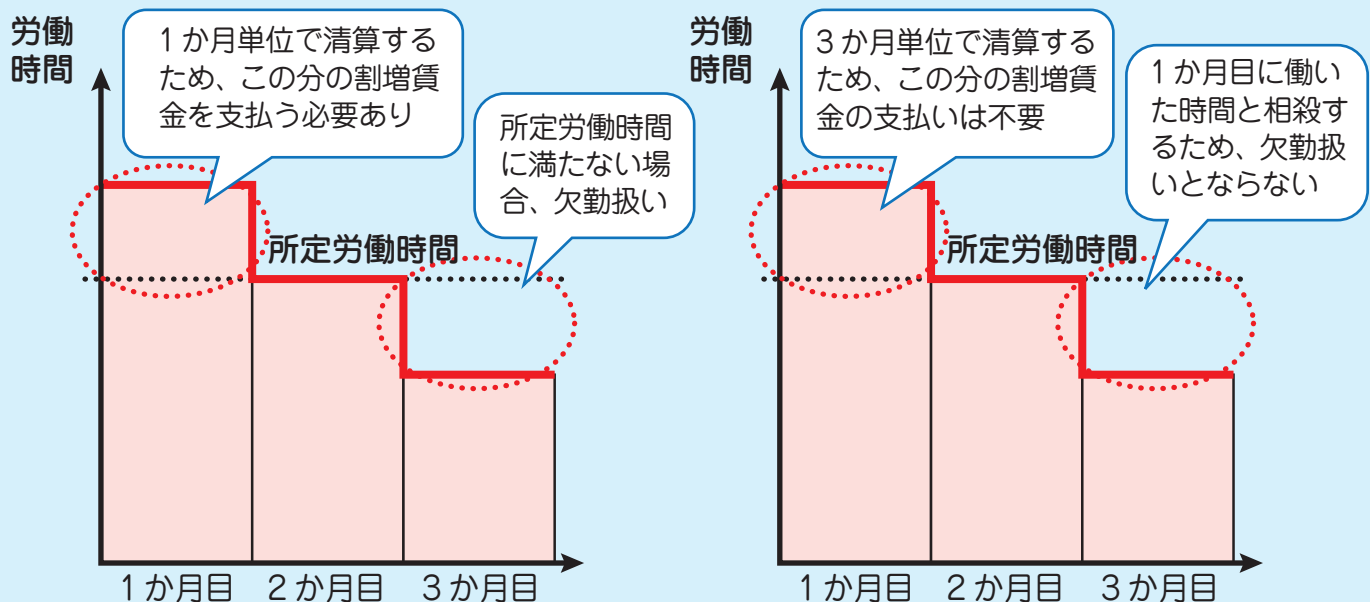 労働
時間
1か月単位で清算する
ため、この分の割増賃
金を支払う必要あり
所定労働時間
に満たない場
合、欠勤扱い
所定労働時間
1か月目
2か月目
3か月目
労働
時間
3か月単位で清算する
ため、この分の割増賃
金の支払いは不要
1か月目に働い
た時間と相殺す
るため、欠勤扱
いとならない
所定労働時間
1か月目
2か月目
3か月目